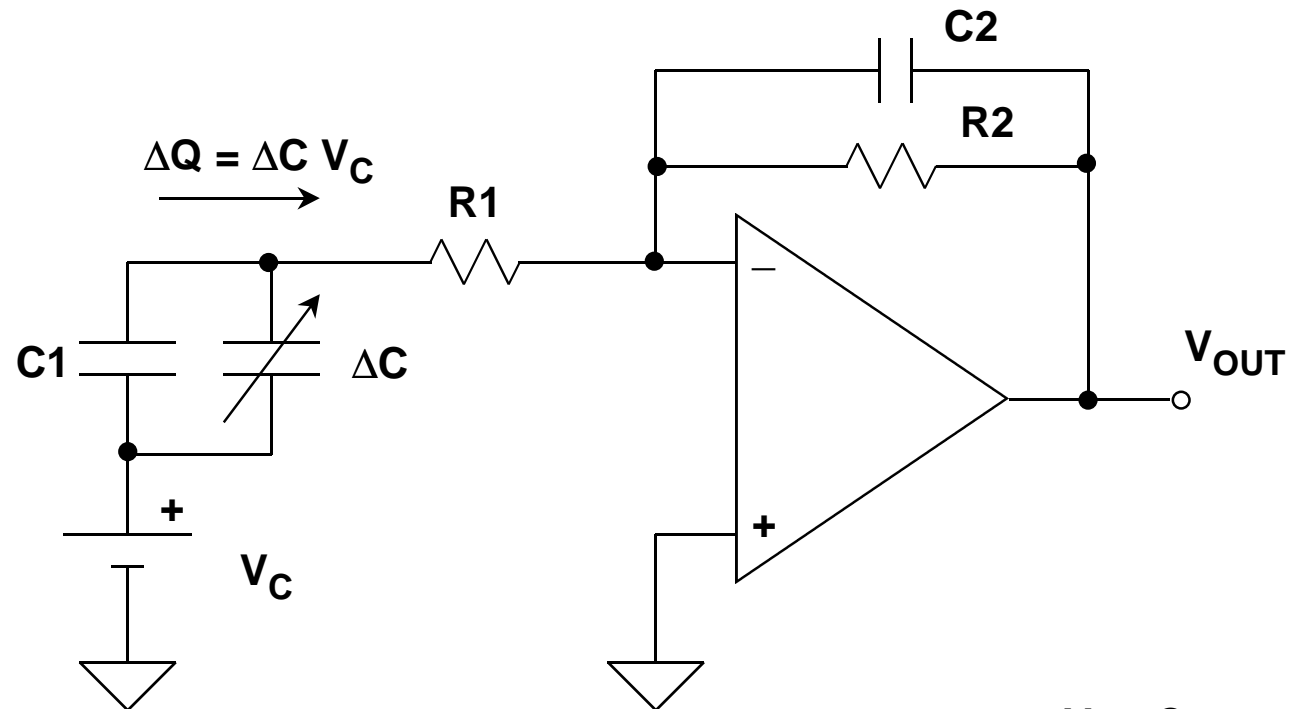 C2
R2
ΔQ = ΔC V_C
R1
–
C1
ΔC
V_OUT
+
+
V_C